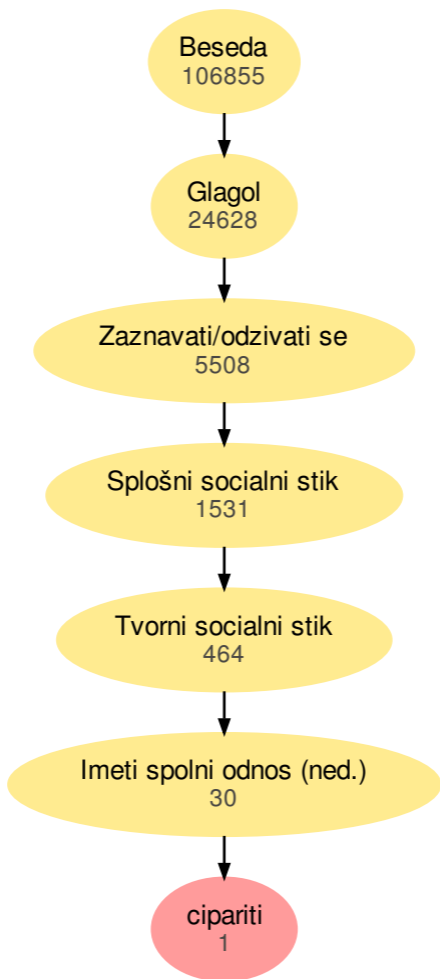 Beseda
106855
Glagol
24628
Zaznavati/odzivati se
5508
Splošni socialni stik
1531
Tvorni socialni stik
464
Imeti spolni odnos (ned.)
30
cipariti
1